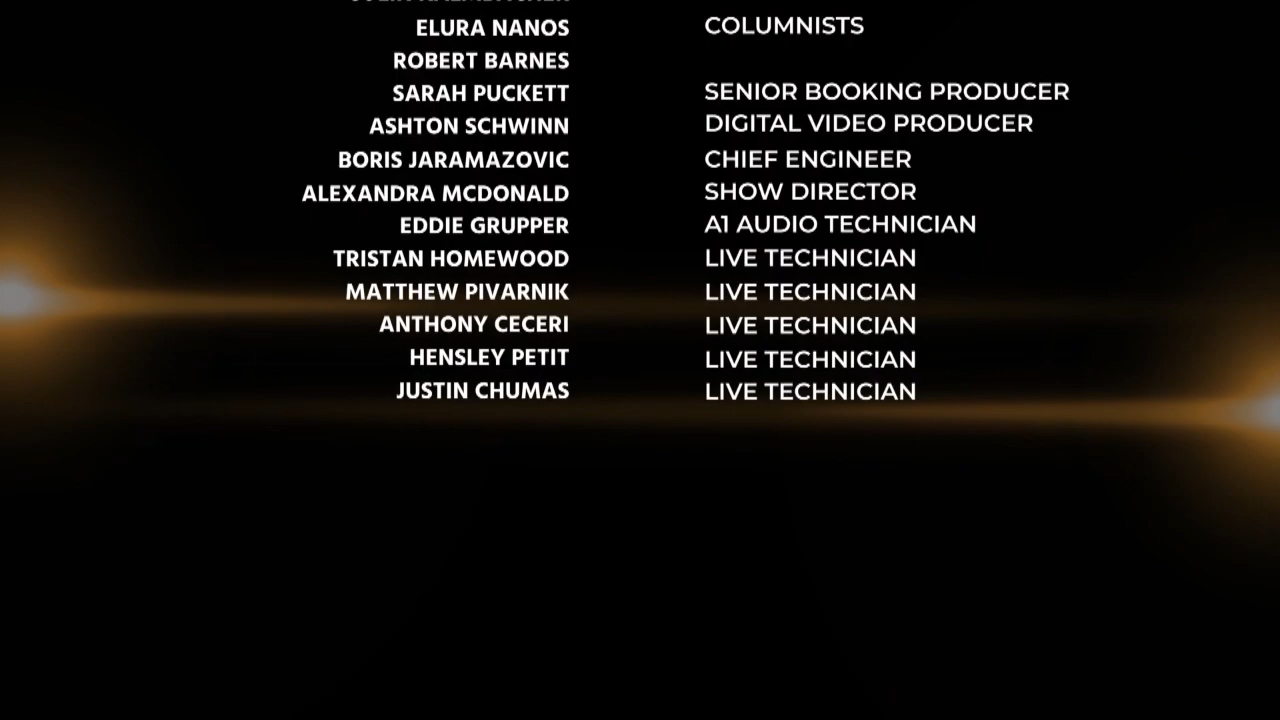 ELURA NANOS COLUMNISTS
ROBERT BARNES
SARAH PUCKETT SENIOR BOOKING PRODUCER
ASHTON SCHWINN DIGITAL VIDEO PRODUCER
BORIS JARAMAZOVIC CHIEF ENGINEER
ALEXANDRA MCDONALD SHOW DIRECTOR
EDDIE GRUPPER A1 AUDIO TECHNICIAN
TRISTAN HOMEWOOD LIVE TECHNICIAN
MATTHEW PIVARNIK LIVE TECHNICIAN
ANTHONY CECERI LIVE TECHNICIAN
HENSLEY PETIT LIVE TECHNICIAN
JUSTIN CHUMAS LIVE TECHNICIAN